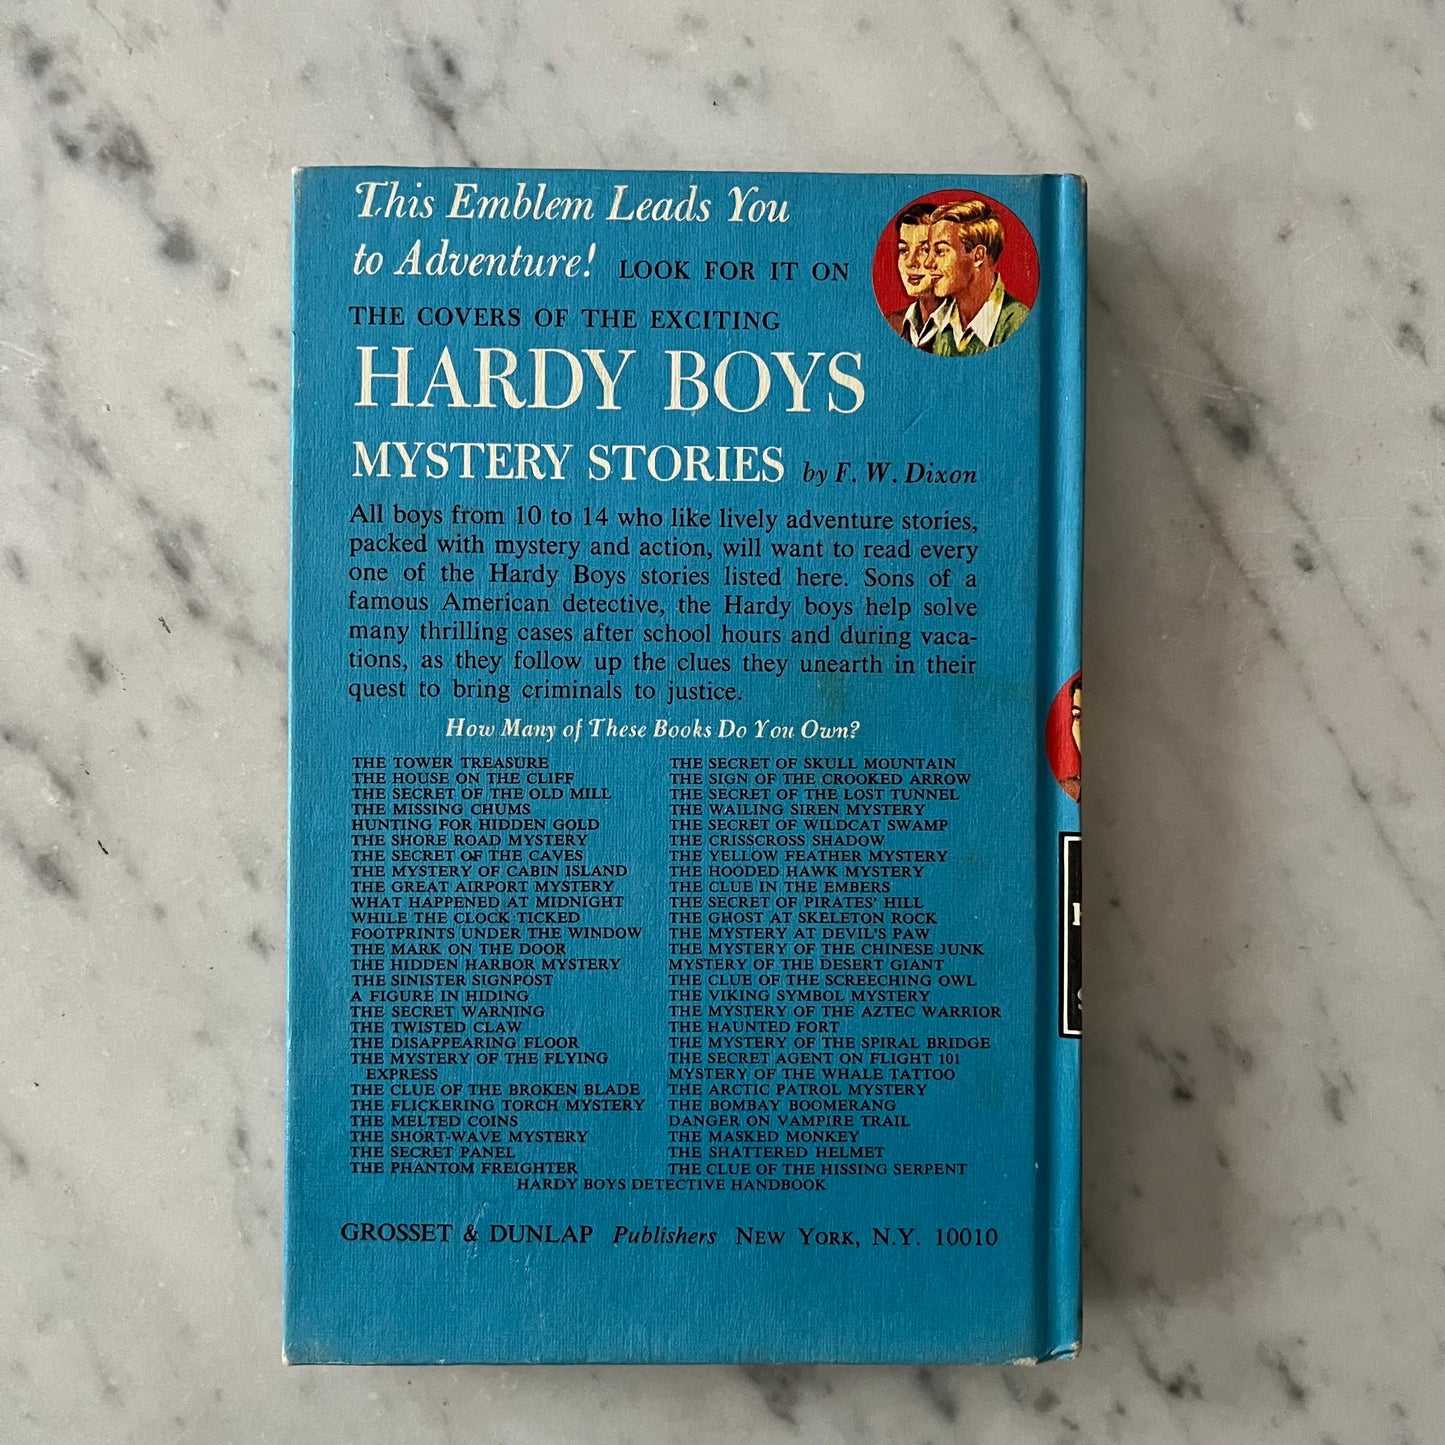 This Emblem Leads You
to Adventure! LOOK FOR IT ON
THE COVERS OF THE EXCITING
HARDY BOYS
MYSTERY STORIES by F. W. Dixon
All boys from 10 to 14 who like lively adventure stories,
packed with mystery and action, will want to read every
one of the Hardy Boys stories listed here. Sons of a
famous American detective, the Hardy boys help solve
many thrilling cases after school hours and during vaca-
tions, as they follow up the clues they unearth in their
quest to bring criminals to justice.
How Many of These Books Do You Own?
THE TOWER TREASURE
THE HOUSE ON THE CLIFF
THE SECRET OF THE OLD MILL
THE MISSING CHUMS
HUNTING FOR HIDDEN GOLD
THE SHORE ROAD MYSTERY
THE SECRET OF THE CAVES
THE MYSTERY OF CABIN ISLAND
THE GREAT AIRPORT MYSTERY
WHAT HAPPENED AT MIDNIGHT
WHILE THE CLOCK TICKED
FOOTPRINTS UNDER THE WINDOW
THE MARK ON THE DOOR
THE HIDDEN HARBOR MYSTERY
THE SINISTER SIGNPOST
A FIGURE IN HIDING
THE SECRET WARNING
THE TWISTED CLAW
THE DISAPPEARING FLOOR
THE MYSTERY OF THE FLYING
EXPRESS
THE CLUE OF THE BROKEN BLADE
THE FLICKERING TORCH MYSTERY
THE MELTED COINS
THE SHORT-WAVE MYSTERY
THE SECRET PANEL
THE PHANTOM FREIGHTER
THE SECRET OF SKULL MOUNTAIN
THE SIGN OF THE CROOKED ARROW
THE SECRET OF THE LOST TUNNEL
THE WAILING SIREN MYSTERY
THE SECRET OF WILDCAT SWAMP
THE CRISSCROSS SHADOW
THE YELLOW FEATHER MYSTERY
THE HOODED HAWK MYSTERY
THE CLUE IN THE EMBERS
THE SECRET OF PIRATES' HILL
THE GHOST AT SKELETON ROCK
THE MYSTERY AT DEVIL'S PAW
THE MYSTERY OF THE CHINESE JUNK
MYSTERY OF THE DESERT GIANT
THE CLUE OF THE SCREECHING OWL
THE VIKING SYMBOL MYSTERY
THE MYSTERY OF THE AZTEC WARRIOR
THE HAUNTED FORT
THE MYSTERY OF THE SPIRAL BRIDGE
THE SECRET AGENT ON FLIGHT 101
MYSTERY OF THE WHALE TATTOO
THE ARCTIC PATROL MYSTERY
THE BOMBAY BOOMERANG
DANGER ON VAMPIRE TRAIL
THE MASKED MONKEY
THE SHATTERED HELMET
THE CLUE OF THE HISSING SERPENT
HARDY BOYS DETECTIVE HANDBOOK
GROSSET & DUNLAP Publishers NEW YORK, N.Y. 10010